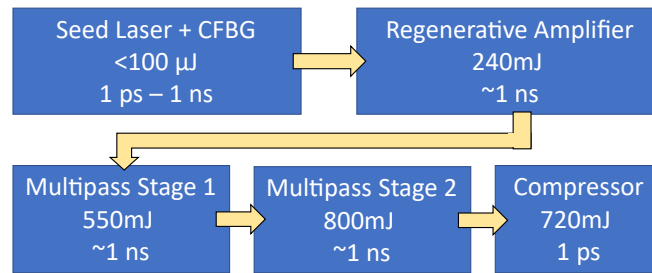 Seed Laser + CFBG
<100 µJ
1 ps – 1 ns
Regenerative Amplifier
240mJ
~1 ns
Multipass Stage 1
550mJ
~1 ns
Multipass Stage 2
800mJ
~1 ns
Compressor
720mJ
1 ps